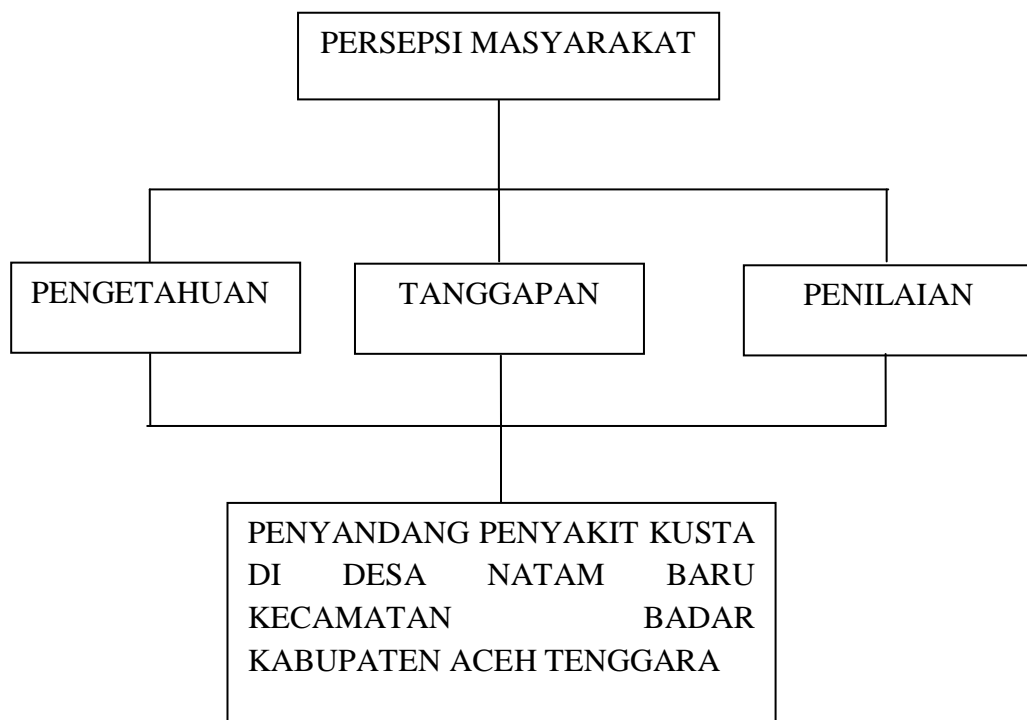 PERSEPSI MASYARAKAT
PENGETAHUAN
TANGGAPAN
PENILAIAN
PENYANDANG PENYAKIT KUSTA
DI DESA NATAM BARU
KECAMATAN BADAR
KABUPATEN ACEH TENGGARA